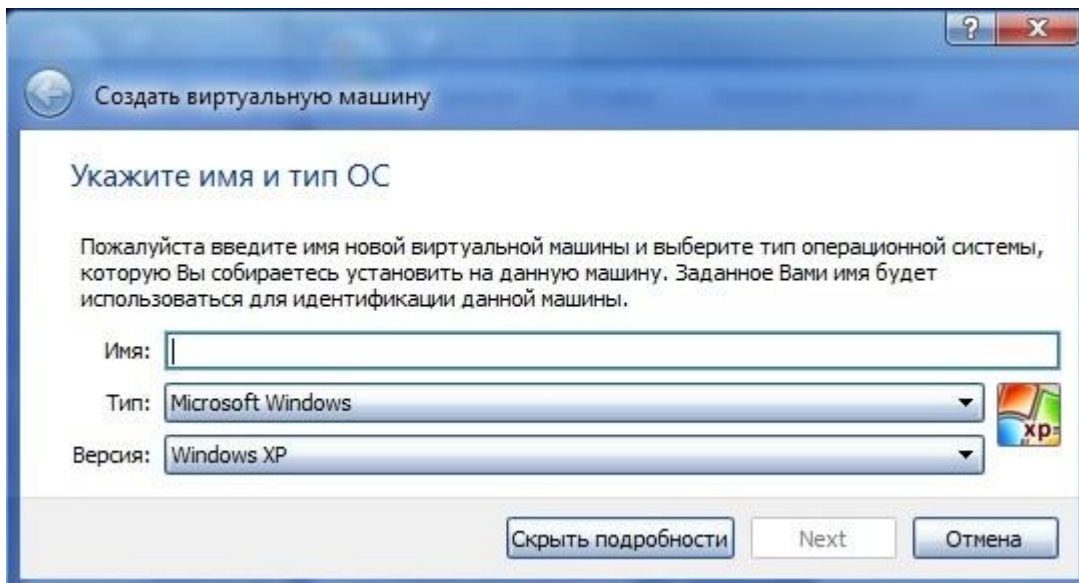 ?
X
Создать виртуальную машину
Укажите имя и тип ОС
Пожалуйста введите имя новой виртуальной машины и выберите тип операционной системы,
которую Вы собираетесь установить на данную машину. Заданное Вами имя будет
использоваться для идентификации данной машины.
Имя:
Тип: Microsoft Windows
xp
Версия: Windows XP
Скрыть подробности Next Отмена